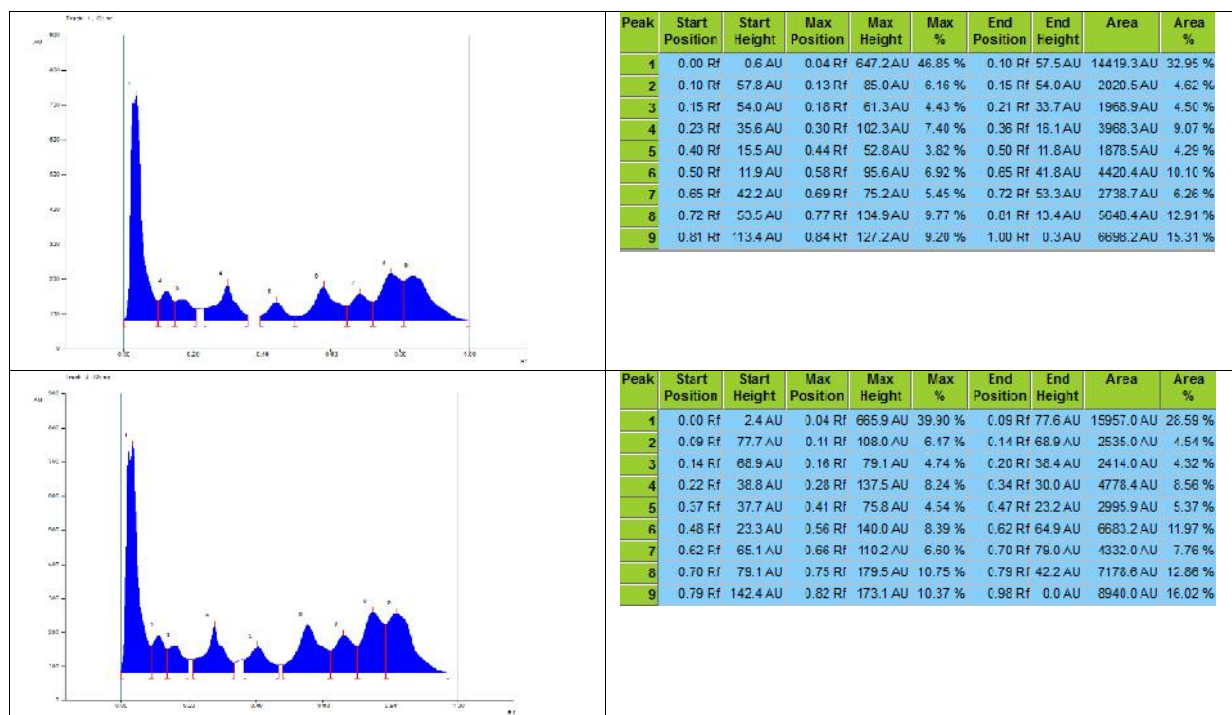 Peak Start Position Start Height Max Position Max Height Max % End Position End Height Area Area %
1 0.00 Rf 0.6 AU 0.04 Rf 647.2 AU 46.85 % 0.10 Rf 57.5 AU 14419.3 AU 32.95 %
2 0.10 Rf 57.8 AU 0.13 Rf 85.0 AU 6.16 % 0.15 Rf 54.0 AU 2020.5 AU 4.62 %
3 0.15 Rf 54.0 AU 0.18 Rf 61.3 AU 4.43 % 0.21 Rf 33.7 AU 1968.9 AU 4.50 %
4 0.23 Rf 35.6 AU 0.30 Rf 102.3 AU 7.40 % 0.36 Rf 16.1 AU 3968.3 AU 9.07 %
5 0.40 Rf 15.5 AU 0.44 Rf 52.8 AU 3.82 % 0.50 Rf 11.8 AU 1878.5 AU 4.29 %
6 0.50 Rf 11.9 AU 0.58 Rf 95.6 AU 6.92 % 0.65 Rf 41.8 AU 4420.4 AU 10.10 %
7 0.65 Rf 42.2 AU 0.69 Rf 75.2 AU 5.45 % 0.72 Rf 53.3 AU 2738.7 AU 6.26 %
8 0.72 Rf 53.5 AU 0.77 Rf 134.9 AU 9.77 % 0.81 Rf 5648.4 AU 12.91 %
9 0.81 Rf 113.4 AU 0.84 Rf 127.2 AU 9.20 % 1.00 Rf 0.3 AU 6698.2 AU 15.31 %
Peak Start Position Start Height Max Position Max Height Max % End Position End Height Area Area %
1 0.00 Rf 2.4 AU 0.04 Rf 665.9 AU 39.90 % 0.09 Rf 77.6 AU 15957.0 AU 28.59 %
2 0.09 Rf 77.7 AU 0.11 Rf 108.0 AU 6.47 % 0.14 Rf 68.9 AU 2535.0 AU 4.54 %
3 0.14 Rf 68.9 AU 0.16 Rf 79.1 AU 4.74 % 0.20 Rf 38.4 AU 2414.0 AU 4.32 %
4 0.22 Rf 38.8 AU 0.28 Rf 137.5 AU 8.24 % 0.34 Rf 30.0 AU 4778.4 AU 8.56 %
5 0.37 Rf 37.7 AU 0.41 Rf 75.8 AU 4.54 % 0.47 Rf 23.2 AU 2995.9 AU 5.37 %
6 0.48 Rf 23.3 AU 0.56 Rf 140.0 AU 8.39 % 0.62 Rf 64.9 AU 6683.2 AU 11.97 %
7 0.62 Rf 65.1 AU 0.66 Rf 110.2 AU 6.60 % 0.70 Rf 79.0 AU 4332.0 AU 7.76 %
8 0.70 Rf 79.1 AU 0.75 Rf 179.5 AU 10.75 % 0.79 Rf 42.2 AU 7178.6 AU 12.86 %
9 0.79 Rf 142.4 AU 0.82 Rf 173.1 AU 10.37 % 0.98 Rf 0.0 AU 8940.0 AU 16.02 %